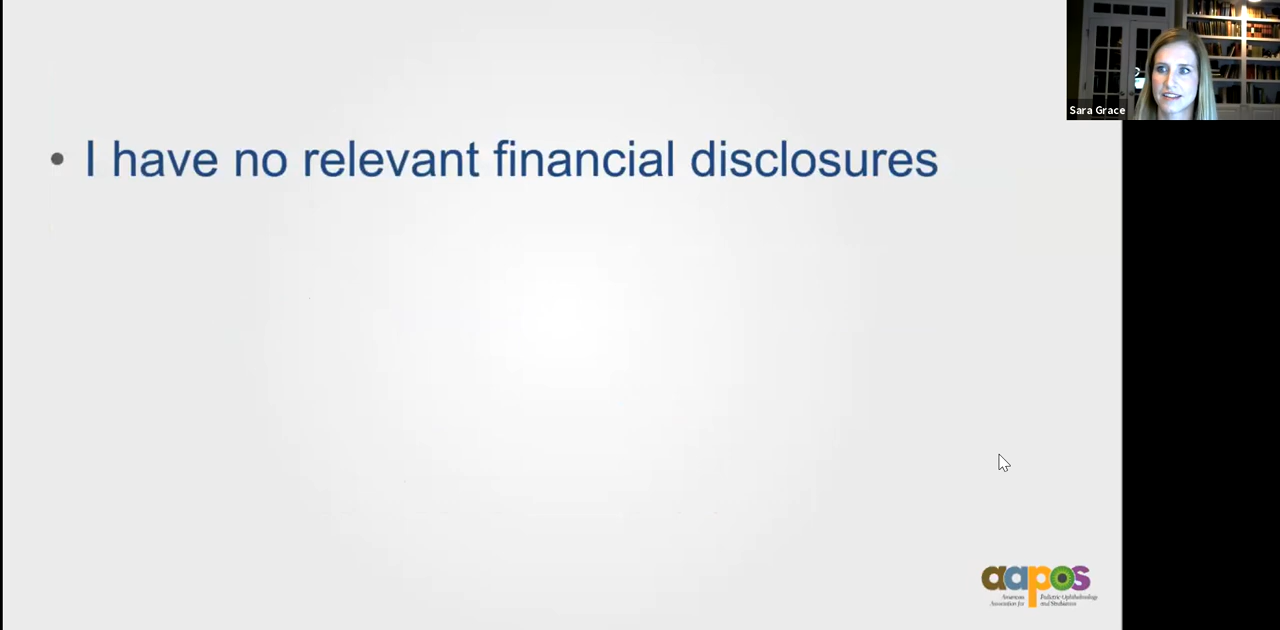 • I have no relevant financial disclosures
Sara Grace
aapos
American Association for Pediatric Ophthalmology and Strabismus